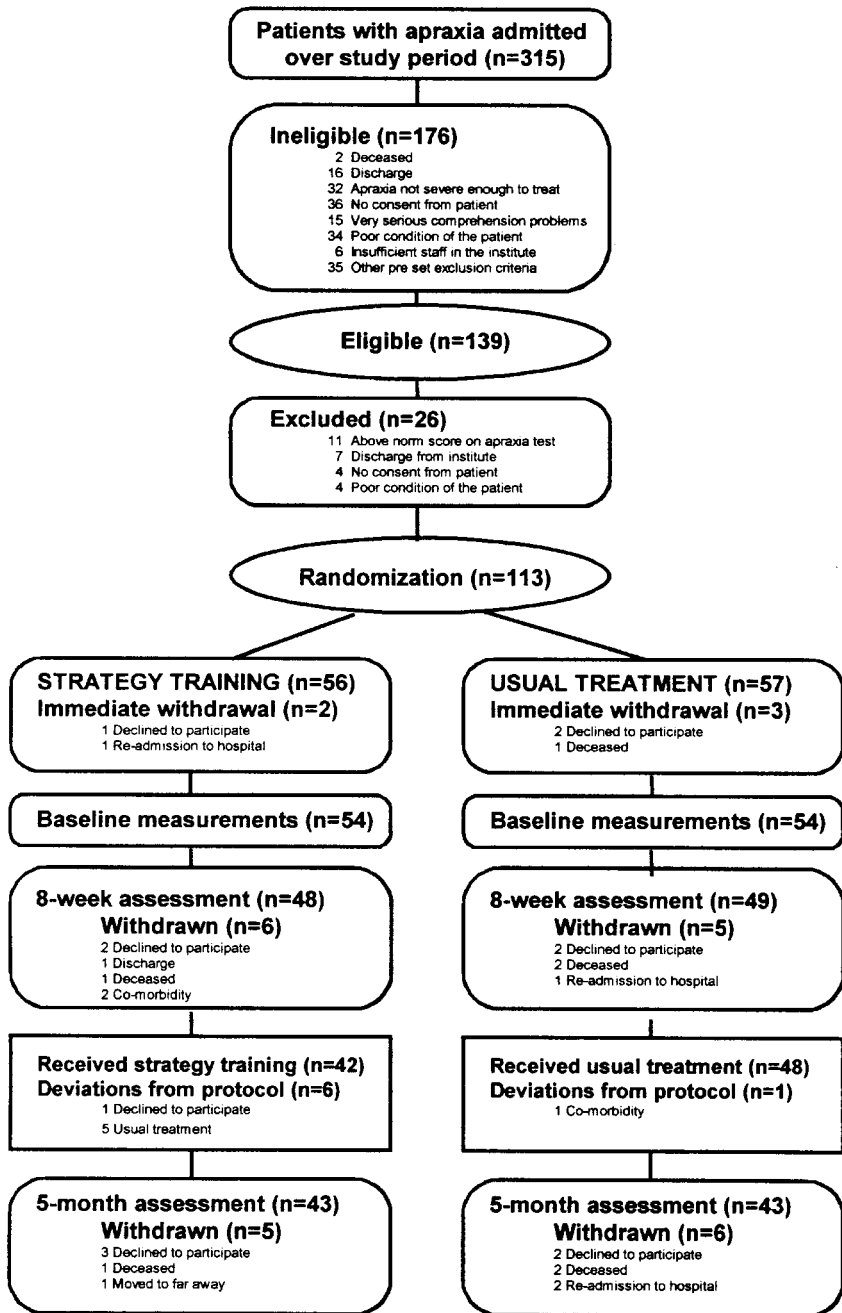 Patients with apraxia admitted
over study period (n=315)
Ineligible (n=176)
2 Deceased
16 Discharge
32 Apraxia not severe enough to treat
36 No consent from patient
15 Very serious comprehension problems
34 Poor condition of the patient
6 Insufficient staff in the institute
35 Other pre set exclusion criteria
Eligible (n=139)
Excluded (n=26)
11 Above norm score on apraxia test
7 Discharge from institute
4 No consent from patient
4 Poor condition of the patient
Randomization (n=113)
STRATEGY TRAINING (n=56)
Immediate withdrawal (n=2)
1 Declined to participate
1 Re-admission to hospital
Baseline measurements (n=54)
8-week assessment (n=48)
Withdrawn (n=6)
2 Declined to participate
1 Discharge
1 Deceased
2 Co-morbidity
Received strategy training (n=42)
Deviations from protocol (n=6)
1 Declined to participate
5 Usual treatment
5-month assessment (n=43)
Withdrawn (n=5)
3 Declined to participate
1 Deceased
1 Moved to far away
USUAL TREATMENT (n=57)
Immediate withdrawal (n=3)
2 Declined to participate
1 Deceased
Baseline measurements (n=54)
8-week assessment (n=49)
Withdrawn (n=5)
2 Declined to participate
2 Deceased
1 Re-admission to hospital
Received usual treatment (n=48)
Deviations from protocol (n=1)
1 Co-morbidity
5-month assessment (n=43)
Withdrawn (n=6)
2 Declined to participate
2 Deceased
2 Re-admission to hospital